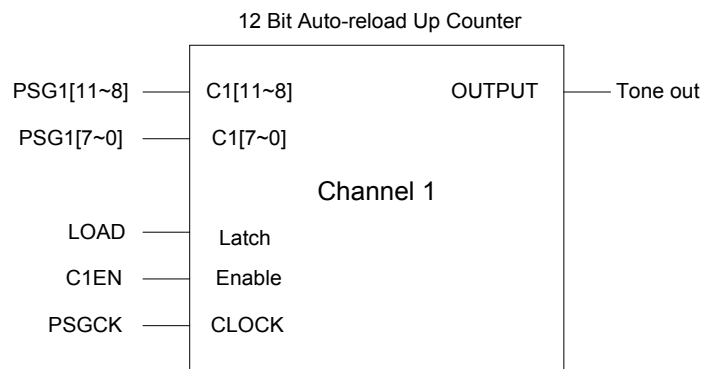 12 Bit Auto-reload Up Counter
PSG1[11~8] C1[11~8] OUTPUT Tone out
PSG1[7~0] C1[7~0]
Channel 1
LOAD Latch
C1EN Enable
PSGCK CLOCK